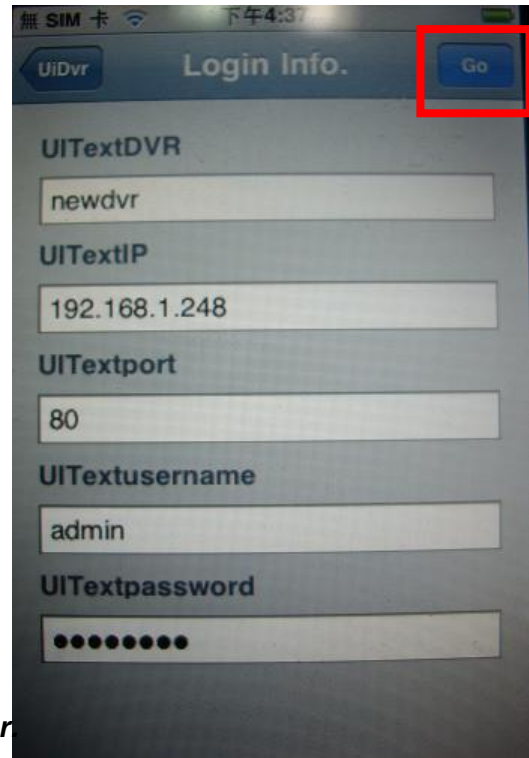 無 SIM 卡 下午4:37
UiDvr Login Info. Go
UITextDVR
newdvr
UITextIP
192.168.1.248
UITextport
80
UITextusername
admin
UITextpassword
●●●●●●●●
r.